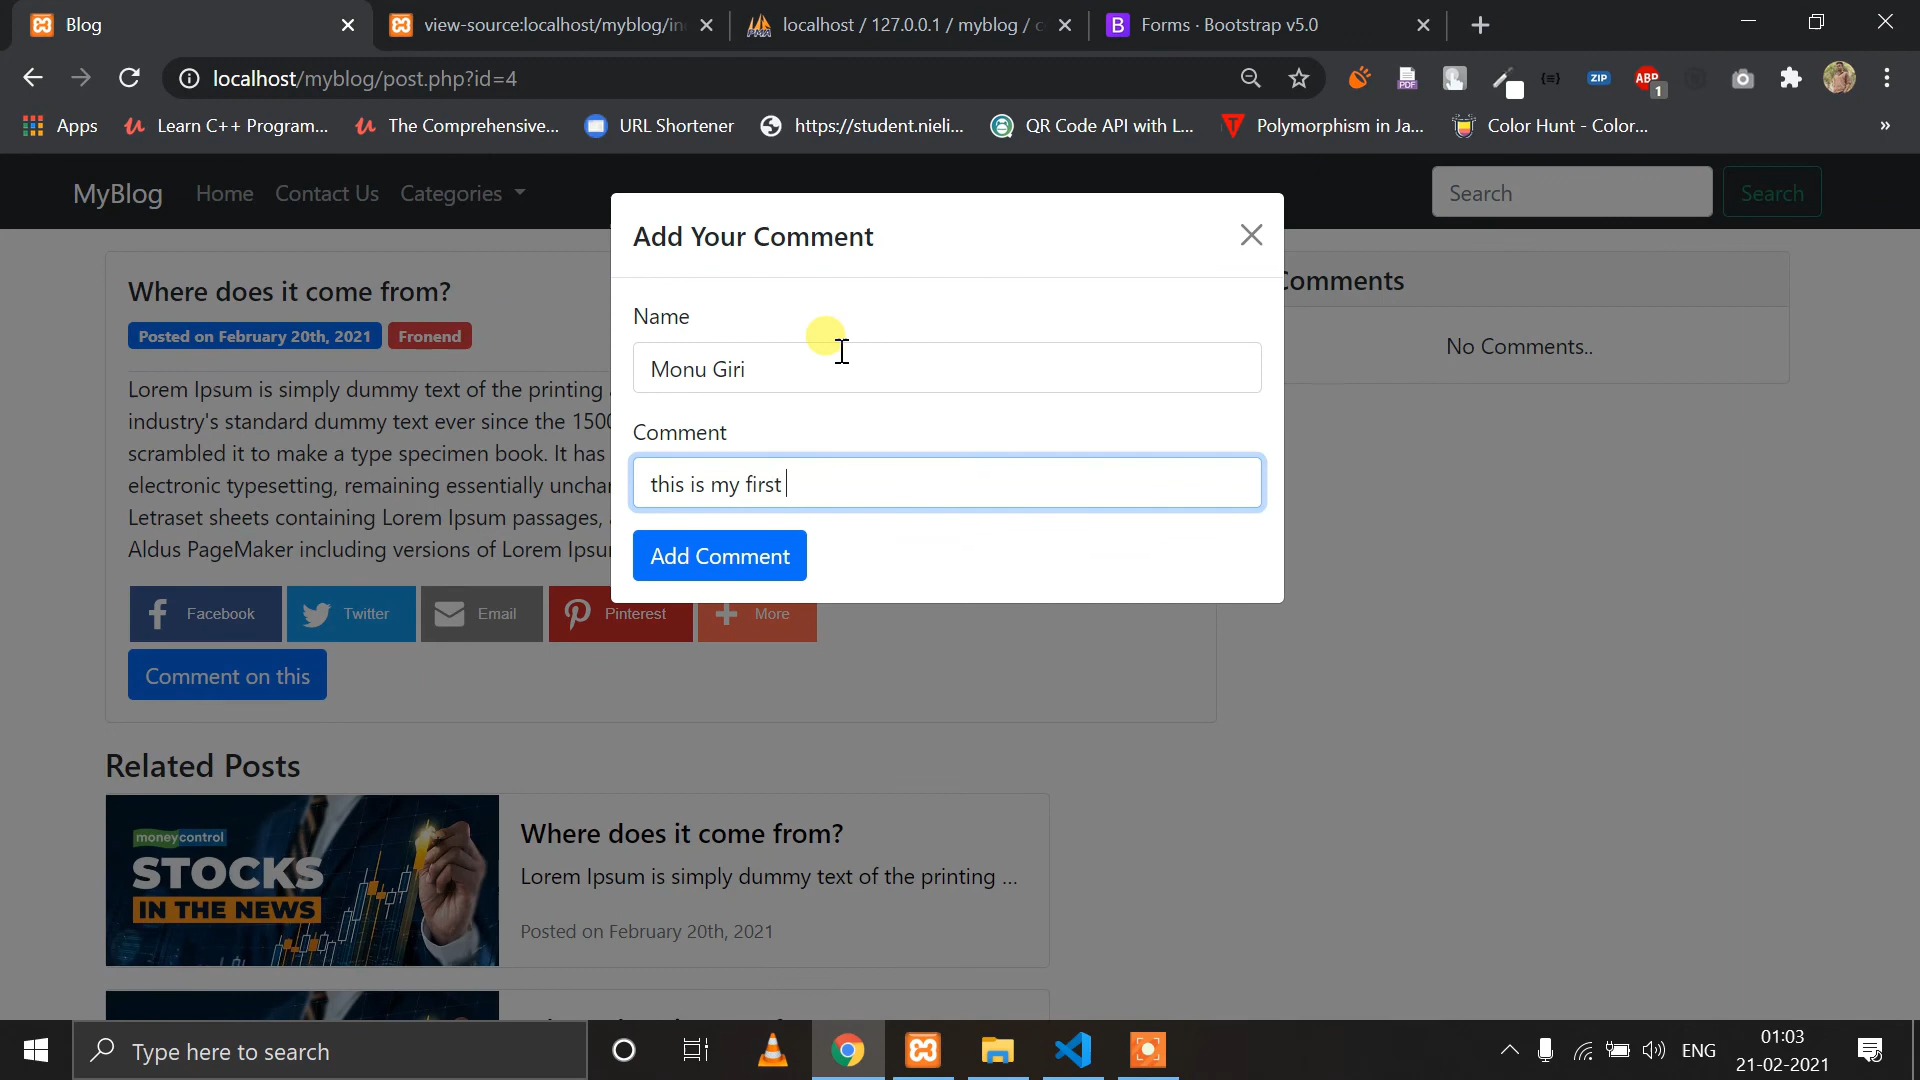 Blog
view-source:localhost/myblog/in
localhost / 127.0.0.1 / myblog / c
B
Forms · Bootstrap v5.0
localhost/myblog/post.php?id=4
PDF
ZIP
ABP
1
Apps
Learn C++ Program...
The Comprehensive...
URL Shortener
https://student.nieli...
QR Code API with L...
Polymorphism in Ja...
Color Hunt - Color...
»
MyBlog
Home
Contact Us
Categories
Search
Search
Add Your Comment
Name
Monu Giri
Comment
this is my first
Add Comment
Comments
No Comments..
Where does it come from?
Posted on February 20th, 2021
Fronend
Lorem Ipsum is simply dummy text of the printing
industry's standard dummy text ever since the 150
scrambled it to make a type specimen book. It has
electronic typesetting, remaining essentially unchar
Letraset sheets containing Lorem Ipsum passages,
Aldus PageMaker including versions of Lorem Ipsu
Facebook
Twitter
Email
Pinterest
More
Comment on this
Related Posts
moneycontrol
STOCKS
IN THE NEWS
Where does it come from?
Lorem Ipsum is simply dummy text of the printing ...
Posted on February 20th, 2021
Type here to search
ENG
01:03
21-02-2021